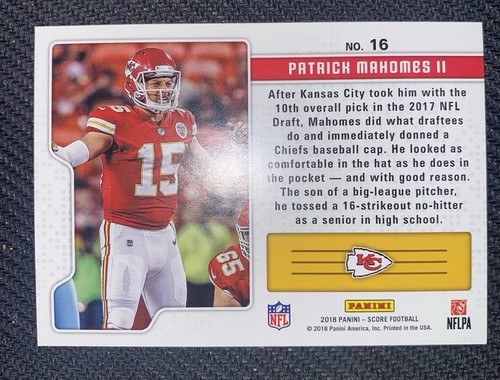 NO. 16
PATRICK MAHOMES II
After Kansas City took him with the
10th overall pick in the 2017 NFL
Draft, Mahomes did what draftees
do and immediately donned a
Chiefs baseball cap. He looked as
comfortable in the hat as he does in
the pocket — and with good reason.
The son of a big-league pitcher,
he tossed a 16-strikeout no-hitter
as a senior in high school.
15
65
KC
NFL
PANINI
NFLPA
2018 PANINI – SCORE FOOTBALL
© 2018 Panini America, Inc. Printed in the USA.